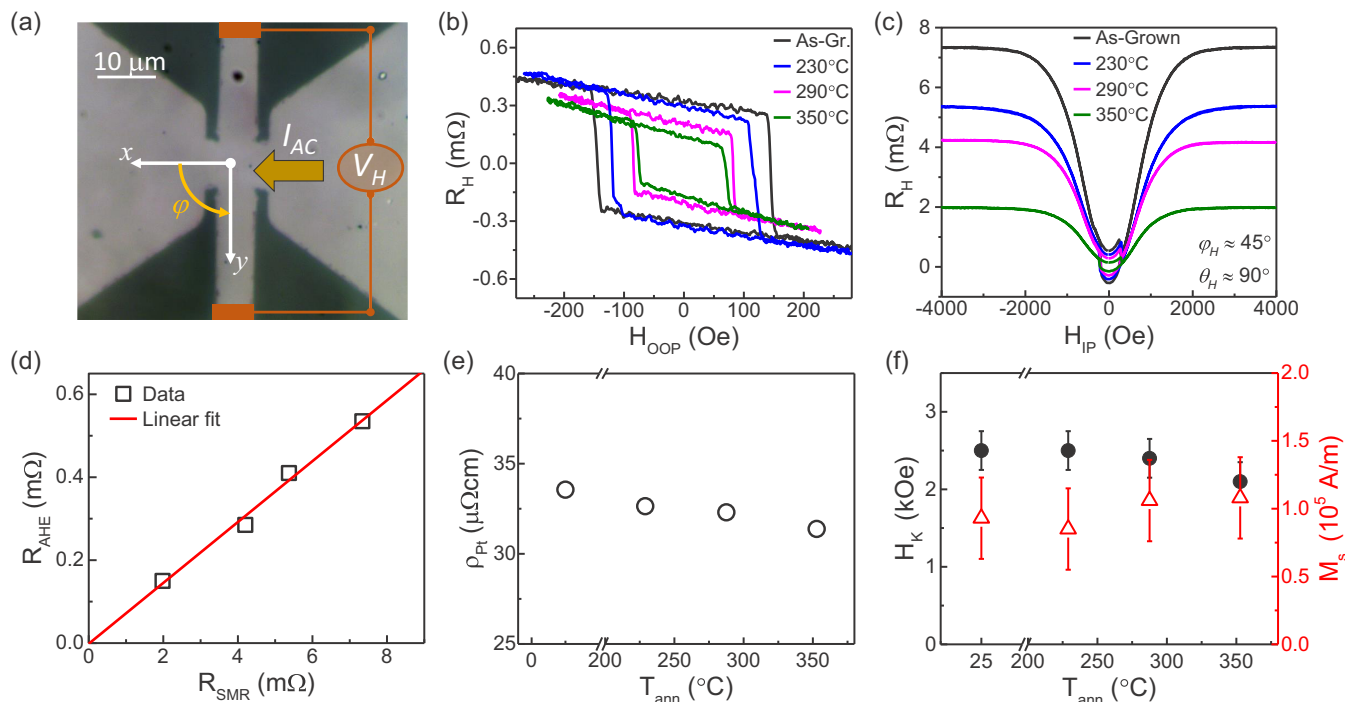 (a)
10 μm
I_AC
x
V_H
φ
y
(b)
R_H (mΩ)
0.6
0.3
0.0
-0.3
-0.6
As-Gr.
230°C
290°C
350°C
-200 -100 0 100 200
H_OOP (Oe)
(c)
R_H (mΩ)
8
6
4
2
0
As-Grown
230°C
290°C
350°C
φ_H ≈ 45°
θ_H ≈ 90°
-4000 -2000 0 2000 4000
H_IP (Oe)
(d)
R_AHE (mΩ)
0.6
0.4
0.2
0.0
Data
Linear fit
0 2 4 6 8
R_SMR (mΩ)
(e)
ρ_Pt (μΩcm)
40
35
30
25
0 200 250 300 350
T_ann (°C)
(f)
H_K (kOe)
3
2
1
0
25 200 250 300 350
T_ann (°C)
2.0
1.5
1.0
0.5
0.0
M_s (10⁵ A/m)